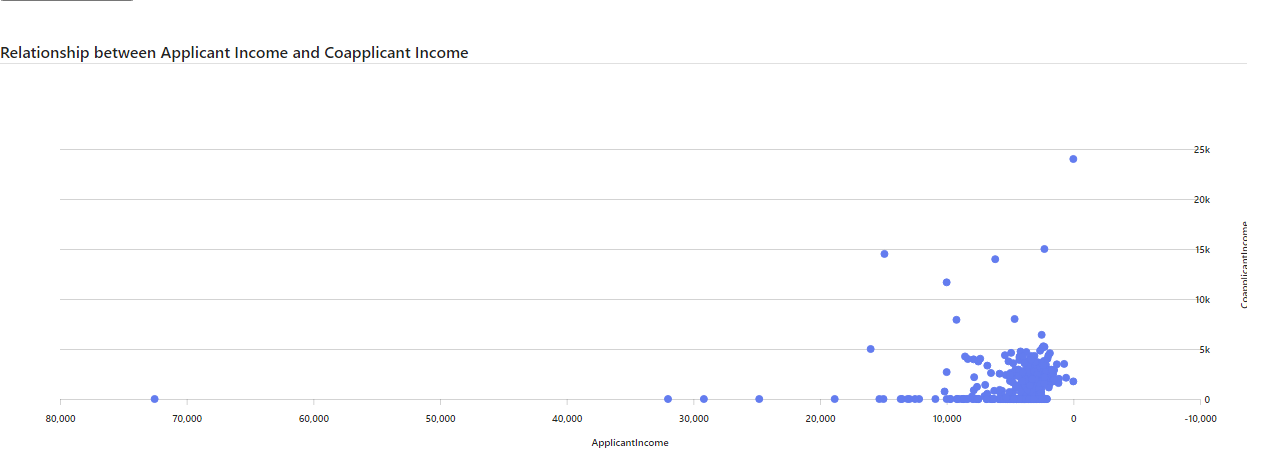 Relationship between Applicant Income and Coapplicant Income
25k
20k
15k
10k
5k
0
CoapplicantIncome
80,000 70,000 60,000 50,000 40,000 30,000 20,000 10,000 0 -10,000
ApplicantIncome